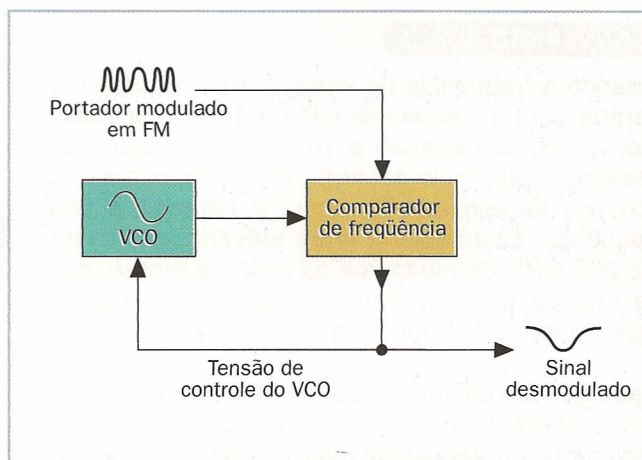 Portador modulado
em FM
VCO
Comparador
de freqüência
Tensão de
controle do VCO
Sinal
desmodulado